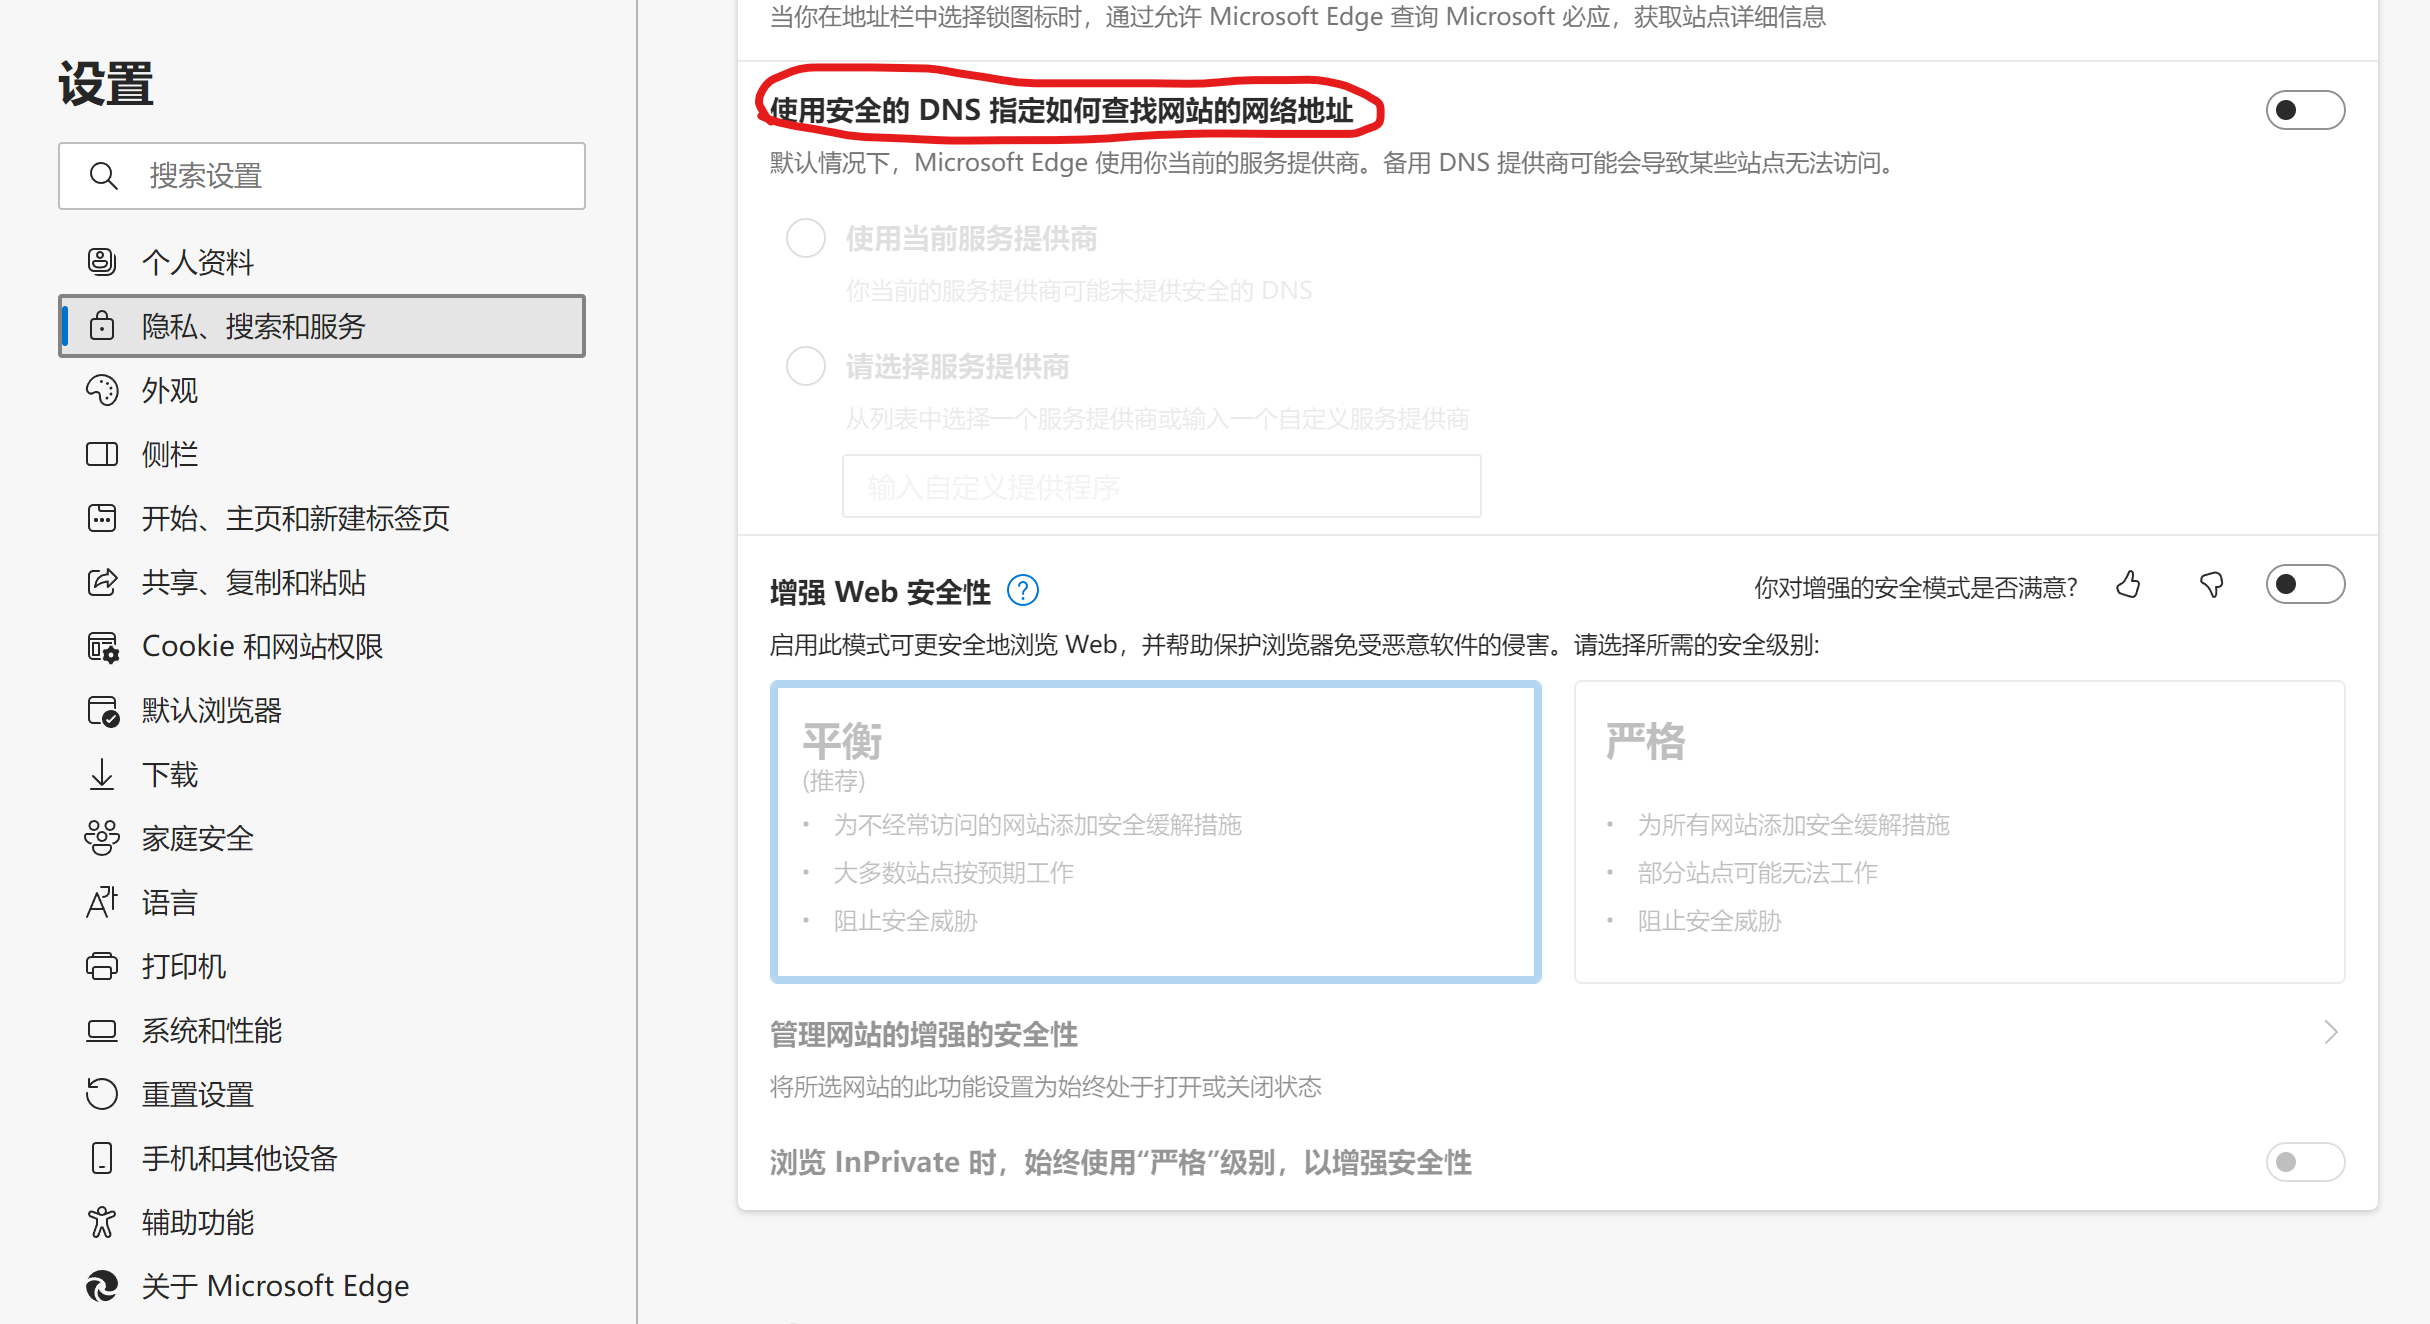 设置
搜索设置
个人资料
隐私、搜索和服务
外观
侧栏
开始、主页和新建标签页
共享、复制和粘贴
Cookie 和网站权限
默认浏览器
下载
家庭安全
语言
打印机
系统和性能
重置设置
手机和其他设备
辅助功能
关于 Microsoft Edge
当你在地址栏中选择锁图标时，通过允许 Microsoft Edge 查询 Microsoft 必应，获取站点详细信息
使用安全的 DNS 指定如何查找网站的网络地址
默认情况下，Microsoft Edge 使用你当前的服务提供商。备用 DNS 提供商可能会导致某些站点无法访问。
使用当前服务提供商
你当前的服务提供商可能未提供安全的 DNS
请选择服务提供商
从列表中选择一个服务提供商或输入一个自定义服务提供商
输入自定义提供程序
增强 Web 安全性
你对增强的安全模式是否满意?
启用此模式可更安全地浏览 Web，并帮助保护浏览器免受恶意软件的侵害。请选择所需的安全级别:
平衡
(推荐)
• 为不经常访问的网站添加安全缓解措施
• 大多数站点按预期工作
• 阻止安全威胁
严格
• 为所有网站添加安全缓解措施
• 部分站点可能无法工作
• 阻止安全威胁
管理网站的增强的安全性
将所选网站的此功能设置为始终处于打开或关闭状态
浏览 InPrivate 时，始终使用“严格”级别，以增强安全性